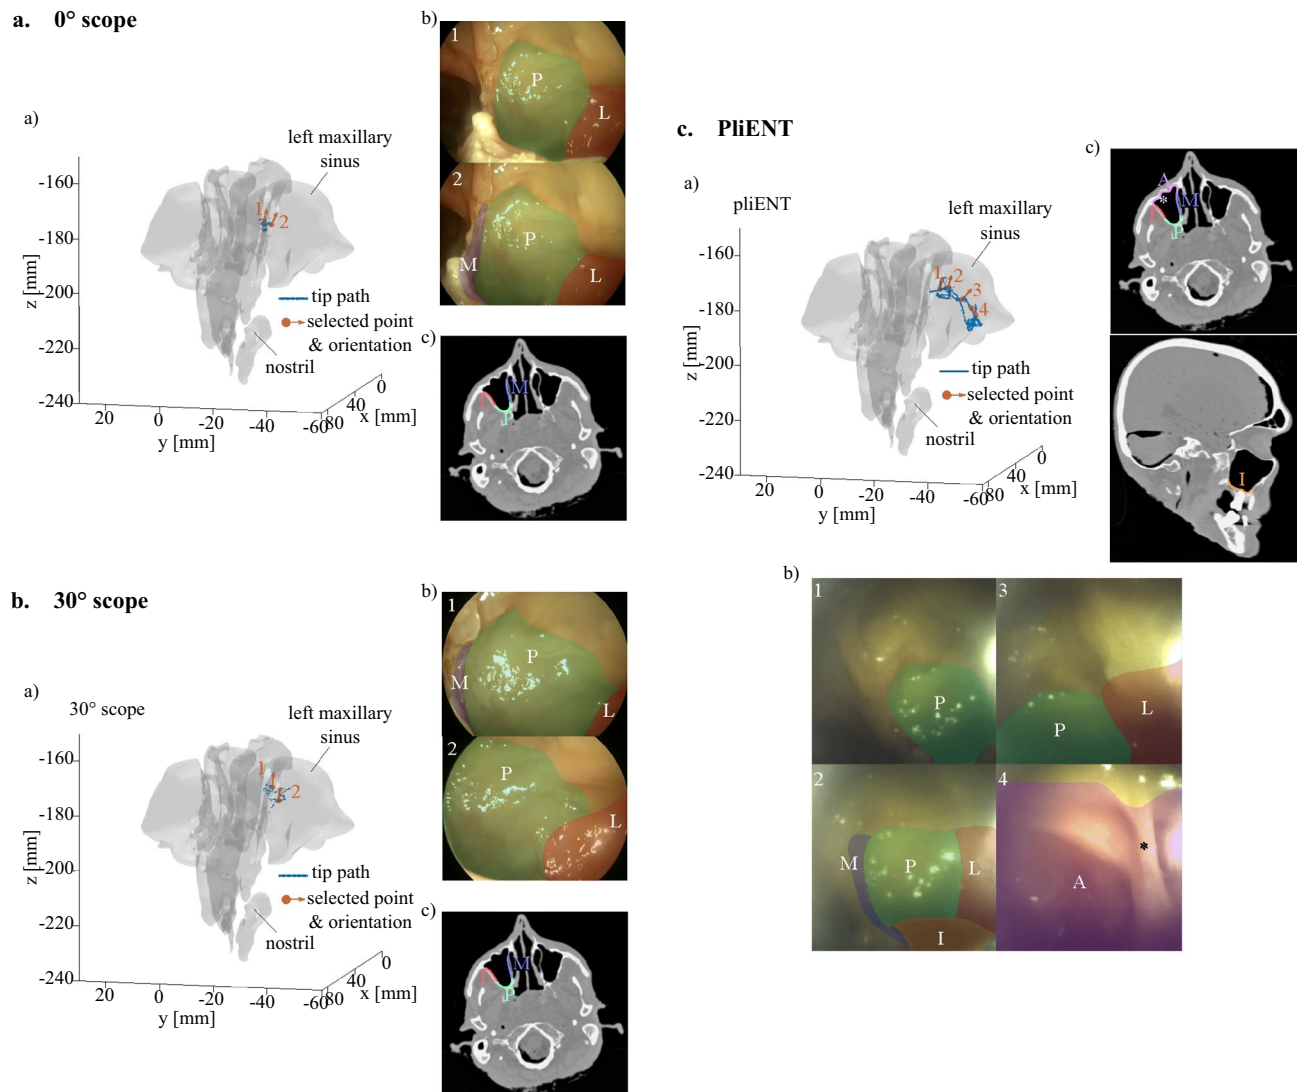 a. 0° scope
a)
left maxillary
sinus
1
2
-160
-180
-200
-220
-240
z [mm]
tip path
selected point
& orientation
nostril
20
0
-20
-40
-60
y [mm]
80
40
0
x [mm]
b)
1
P
L
2
P
M
L
c)
M
L
P
b. 30° scope
a)
30° scope
left maxillary
sinus
1
2
-160
-180
-200
-220
-240
z [mm]
tip path
selected point
& orientation
nostril
20
0
-20
-40
-60
y [mm]
80
40
0
x [mm]
b)
1
P
M
L
2
P
L
c)
M
L
P
c. PliENT
a)
pliENT
left maxillary
sinus
1
2
3
4
-160
-180
-200
-220
-240
z [mm]
tip path
selected point
& orientation
nostril
20
0
-20
-40
-60
y [mm]
80
40
0
x [mm]
c)
A
*
M
L
P
I
b)
1
P
3
P
L
2
M
P
L
I
4
*
A